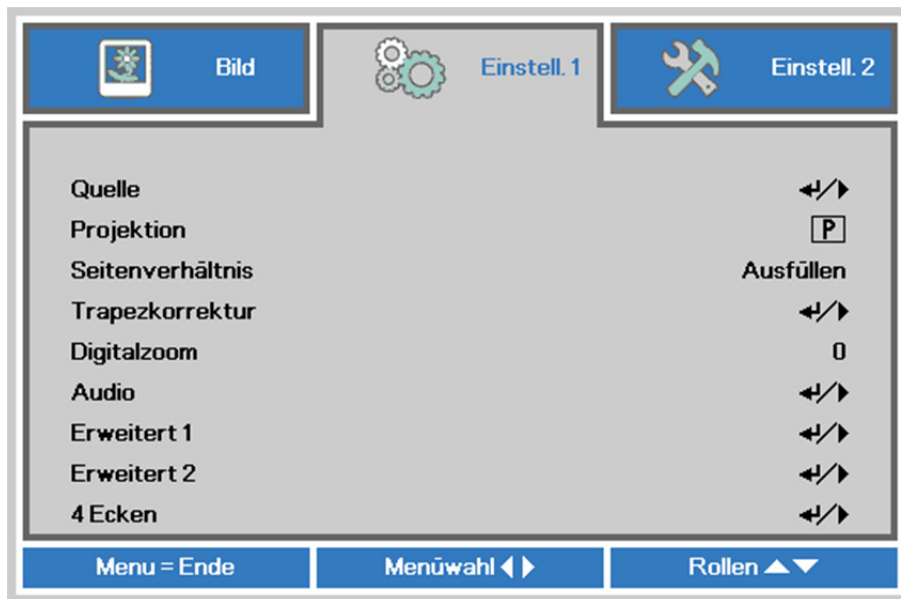 Bild
Einstell. 1
Einstell. 2
Quelle ↵/▶
Projektion P
Seitenverhältnis Ausfüllen
Trapezkorrektur ↵/▶
Digitalzoom 0
Audio ↵/▶
Erweitert 1 ↵/▶
Erweitert 2 ↵/▶
4 Ecken ↵/▶
Menu = Ende
Menüwahl ◀ ▶
Rollen ▲▼